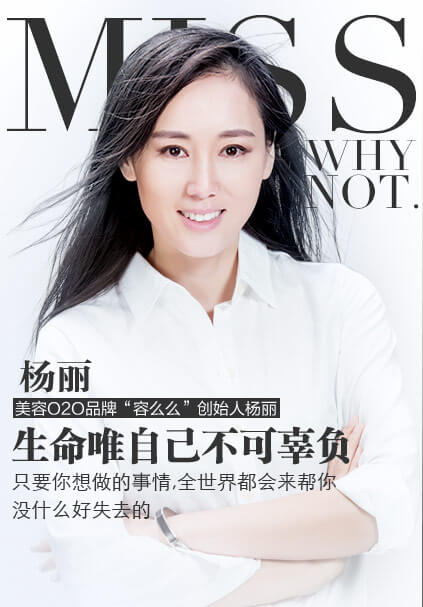 MISS
WHY
NOT.
杨丽
美容O2O品牌“容么么”创始人杨丽
生命唯自己不可辜负
只要你想做的事情,全世界都会来帮你
没什么好失去的